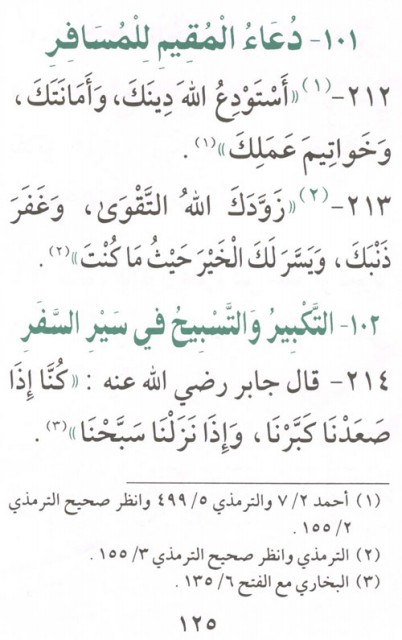 ١٠١- دُعَاءُ الْمُقِيمِ لِلْمُسَافِرِ
٢١٢-(١) «أَسْتَوْدِعُ اللهَ دِينَكَ، وَأَمَانَتَكَ،
وَخَوَاتِيمَ عَمَلِكَ»(١) .
٢١٣-(٢) «زَوَّدَكَ اللهُ التَّقْوَىٰ، وَغَفَرَ
ذَنْبَكَ، وَيَسَّرَ لَكَ الْخَيْرَ حَيْثُ مَا كُنْتَ»(٢) .
١٠٢- التَّكْبِيرُ وَالتَّسْبِيحُ فِي سَيْرِ السَّفَرِ
٢١٤- قال جابر رضي الله عنه : «كُنَّا إِذَا
صَعَدْنَا كَبَّرْنَا، وَإِذَا نَزَلْنَا سَبَّحْنَا»(٣) .
(١) أحمد ٢/ ٧ والترمذي ٥/ ٤٩٩ وانظر صحيح الترمذي
٢/ ١٥٥ .
(٢) الترمذي وانظر صحيح الترمذي ٣/ ١٥٥ .
(٣) البخاري مع الفتح ٦/ ١٣٥ .
١٢٥